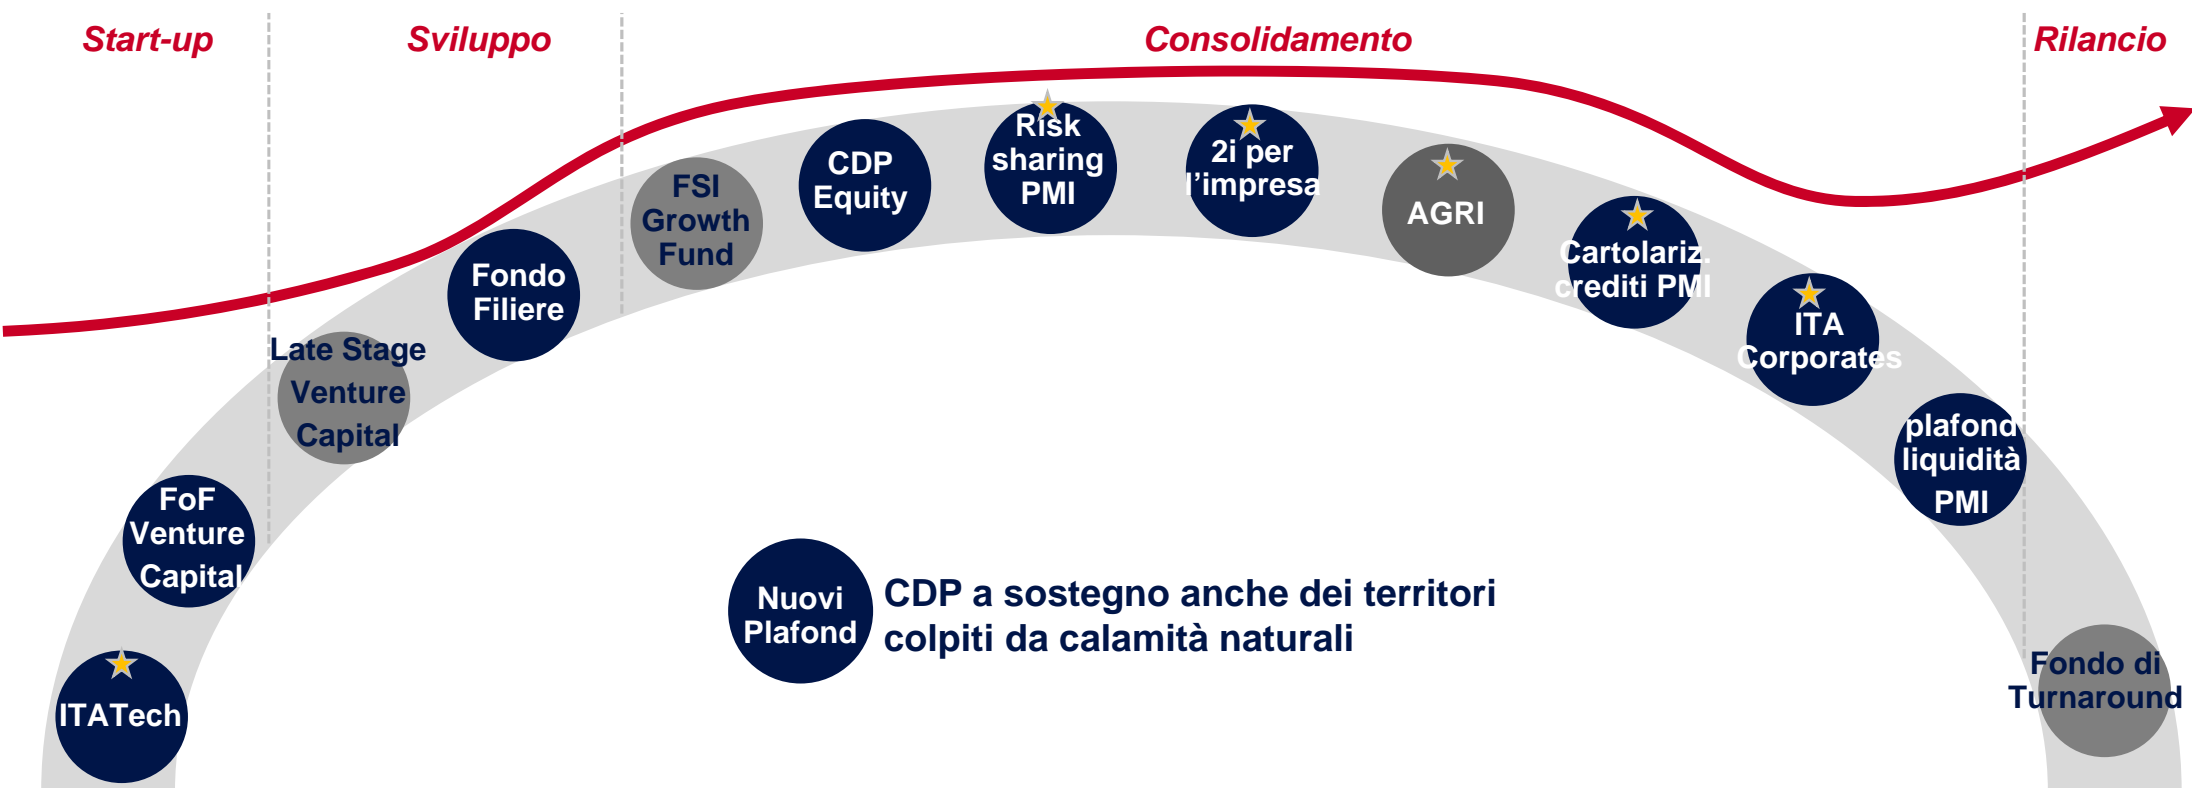 Start-up
Sviluppo
Consolidamento
Rilancio
ITATech
FoF
Venture
Capital
Late Stage
Venture
Capital
Fondo
Filiere
FSI
Growth
Fund
CDP
Equity
Risk
sharing
PMI
2i per
l’impresa
AGRI
Cartolariz.
crediti PMI
ITA
Corporates
plafond
liquidità
PMI
Fondo di
Turnaround
Nuovi
Plafond
CDP a sostegno anche dei territori
colpiti da calamità naturali